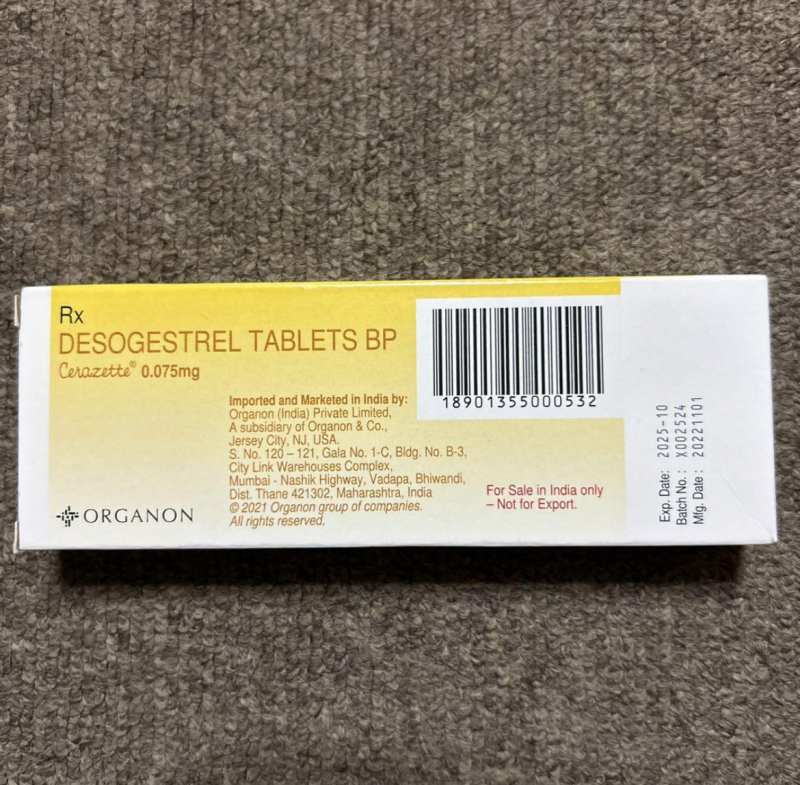 Rx
DESOGESTREL TABLETS BP
Cerazette® 0.075mg
18901355000532
Imported and Marketed in India by:
Organon (India) Private Limited,
A subsidiary of Organon & Co.,
Jersey City, NJ, USA.
S. No. 120 – 121, Gala No. 1-C, Bldg. No. B-3,
City Link Warehouses Complex,
Mumbai - Nashik Highway, Vadapa, Bhiwandi,
Dist. Thane 421302, Maharashtra, India
© 2021 Organon group of companies.
All rights reserved.
ORGANON
For Sale in India only
– Not for Export.
Exp. Date: 2025-10
Batch No. : X002524
Mfg. Date : 20221101